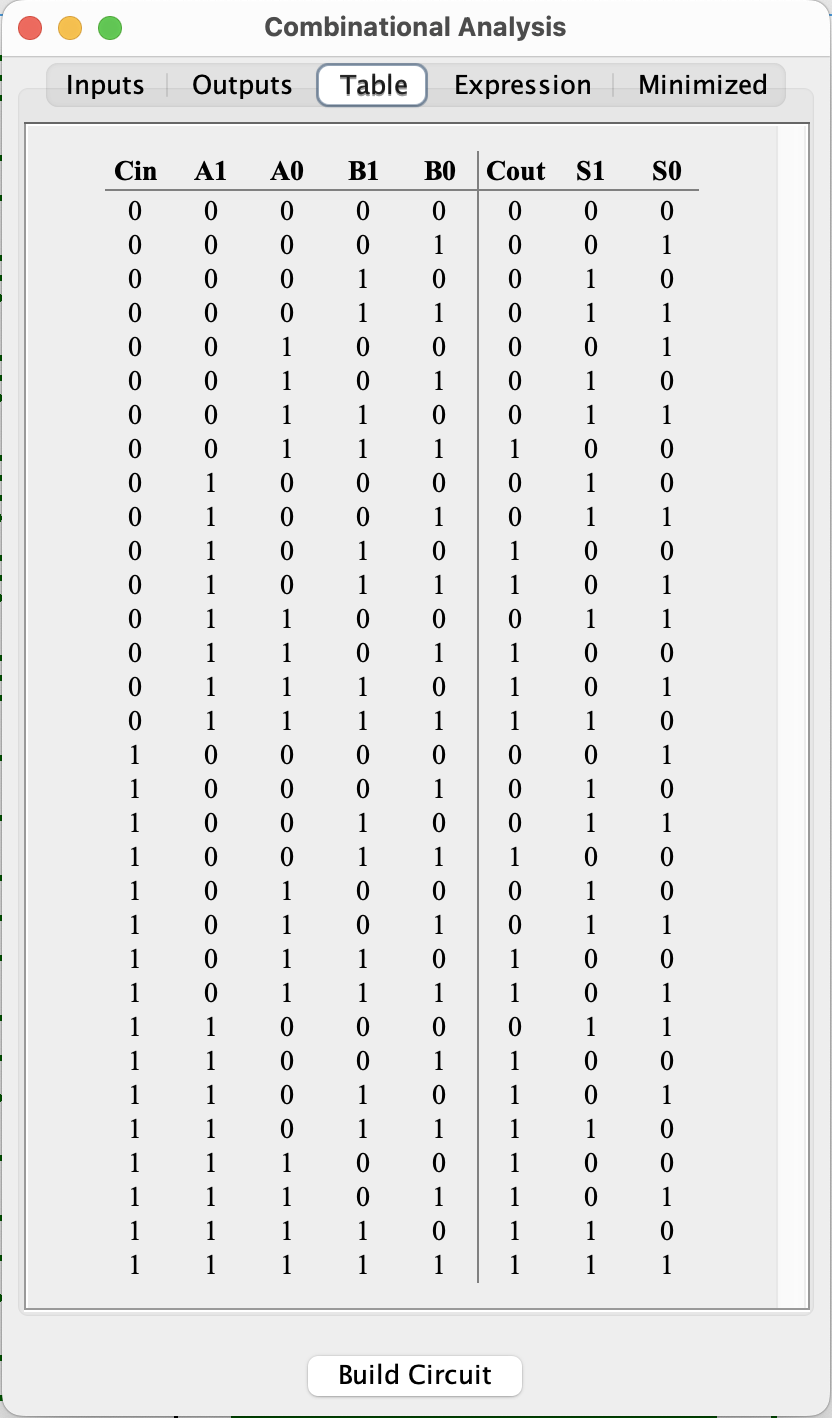 Combinational Analysis
Inputs Outputs Table Expression Minimized
Cin A1 A0 B1 B0 Cout S1 S0
0 0 0 0 0 0 0 0
0 0 0 0 1 0 0 1
0 0 0 1 0 0 1 0
0 0 0 1 1 0 1 1
0 0 1 0 0 0 0 1
0 0 1 0 1 0 1 0
0 0 1 1 0 0 1 1
0 0 1 1 1 1 0 0
0 1 0 0 0 0 1 0
0 1 0 0 1 0 1 1
0 1 0 1 0 1 0 0
0 1 0 1 1 1 0 1
0 1 1 0 0 0 1 1
0 1 1 0 1 1 0 0
0 1 1 1 0 1 0 1
0 1 1 1 1 1 1 0
1 0 0 0 0 0 0 1
1 0 0 0 1 0 1 0
1 0 0 1 0 0 1 1
1 0 0 1 1 1 0 0
1 0 1 0 0 0 1 0
1 0 1 0 1 0 1 1
1 0 1 1 0 1 0 0
1 0 1 1 1 1 0 1
1 1 0 0 0 0 1 1
1 1 0 0 1 1 0 0
1 1 0 1 0 1 0 1
1 1 0 1 1 1 1 0
1 1 1 0 0 1 0 0
1 1 1 0 1 1 0 1
1 1 1 1 0 1 1 0
1 1 1 1 1 1 1 1
Build Circuit